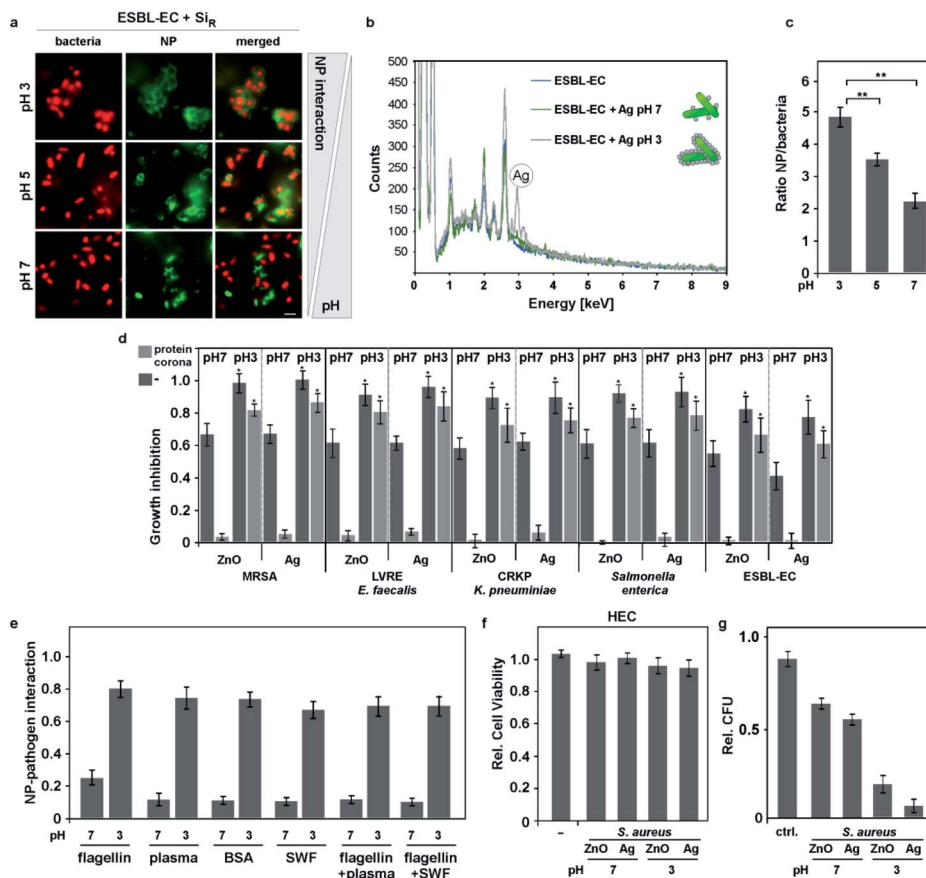 a
ESBL-EC + SiR
bacteria NP merged
pH 3
pH 5
pH 7
NP interaction
pH
b
500
450
400
350
300
250
200
150
100
50
Counts
ESBL-EC
ESBL-EC + Ag pH 7
ESBL-EC + Ag pH 3
Ag
0 1 2 3 4 5 6 7 8 9
Energy [keV]
c
Ratio NP/bacteria
6
5
4
3
2
1
0
**
**
pH 3 5 7
d
protein corona
-
pH7 pH3 pH7 pH3 pH7 pH3 pH7 pH3 pH7 pH3 pH7 pH3 pH7 pH3 pH7 pH3 pH7 pH3 pH7 pH3
Growth inhibition
1.0
0.8
0.6
0.4
0.2
0
* * * * * * * * * * * * * * * * * * * *
ZnO Ag ZnO Ag ZnO Ag ZnO Ag ZnO Ag
MRSA LVRE CRKP Salmonella ESBL-EC
E. faecalis K. pneuminiae enterica
e
NP-pathogen interaction
1.0
0.8
0.6
0.4
0.2
0
pH 7 3 7 3 7 3 7 3 7 3 7 3
flagellin plasma BSA SWF flagellin +plasma flagellin +SWF
f
HEC
Rel. Cell Viability
1.0
0.8
0.6
0.4
0.2
0
– S. aureus
ZnO Ag ZnO Ag
pH 7 3
g
Rel. CFU
1.0
0.5
0.0
ctrl. S. aureus
ZnO Ag ZnO Ag
pH 7 3